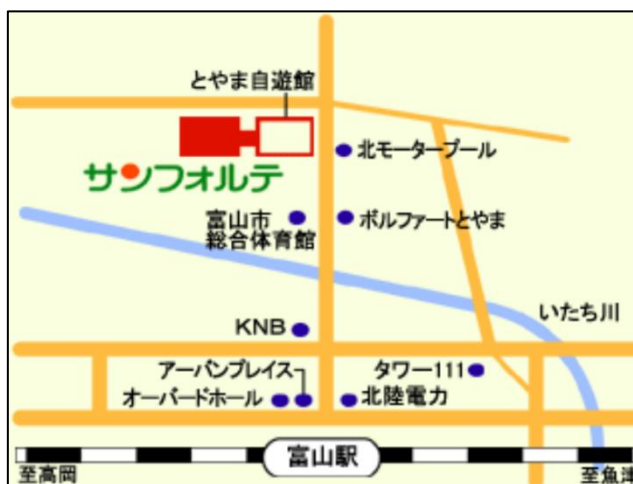 とやま自遊館
北モータープール
サンフォルテ
富山市
総合体育館
ボルファートとやま
いたち川
KNB
アーバンプレイス
タワー111
オーバードホール
北陸電力
富山駅
至高岡
至魚津